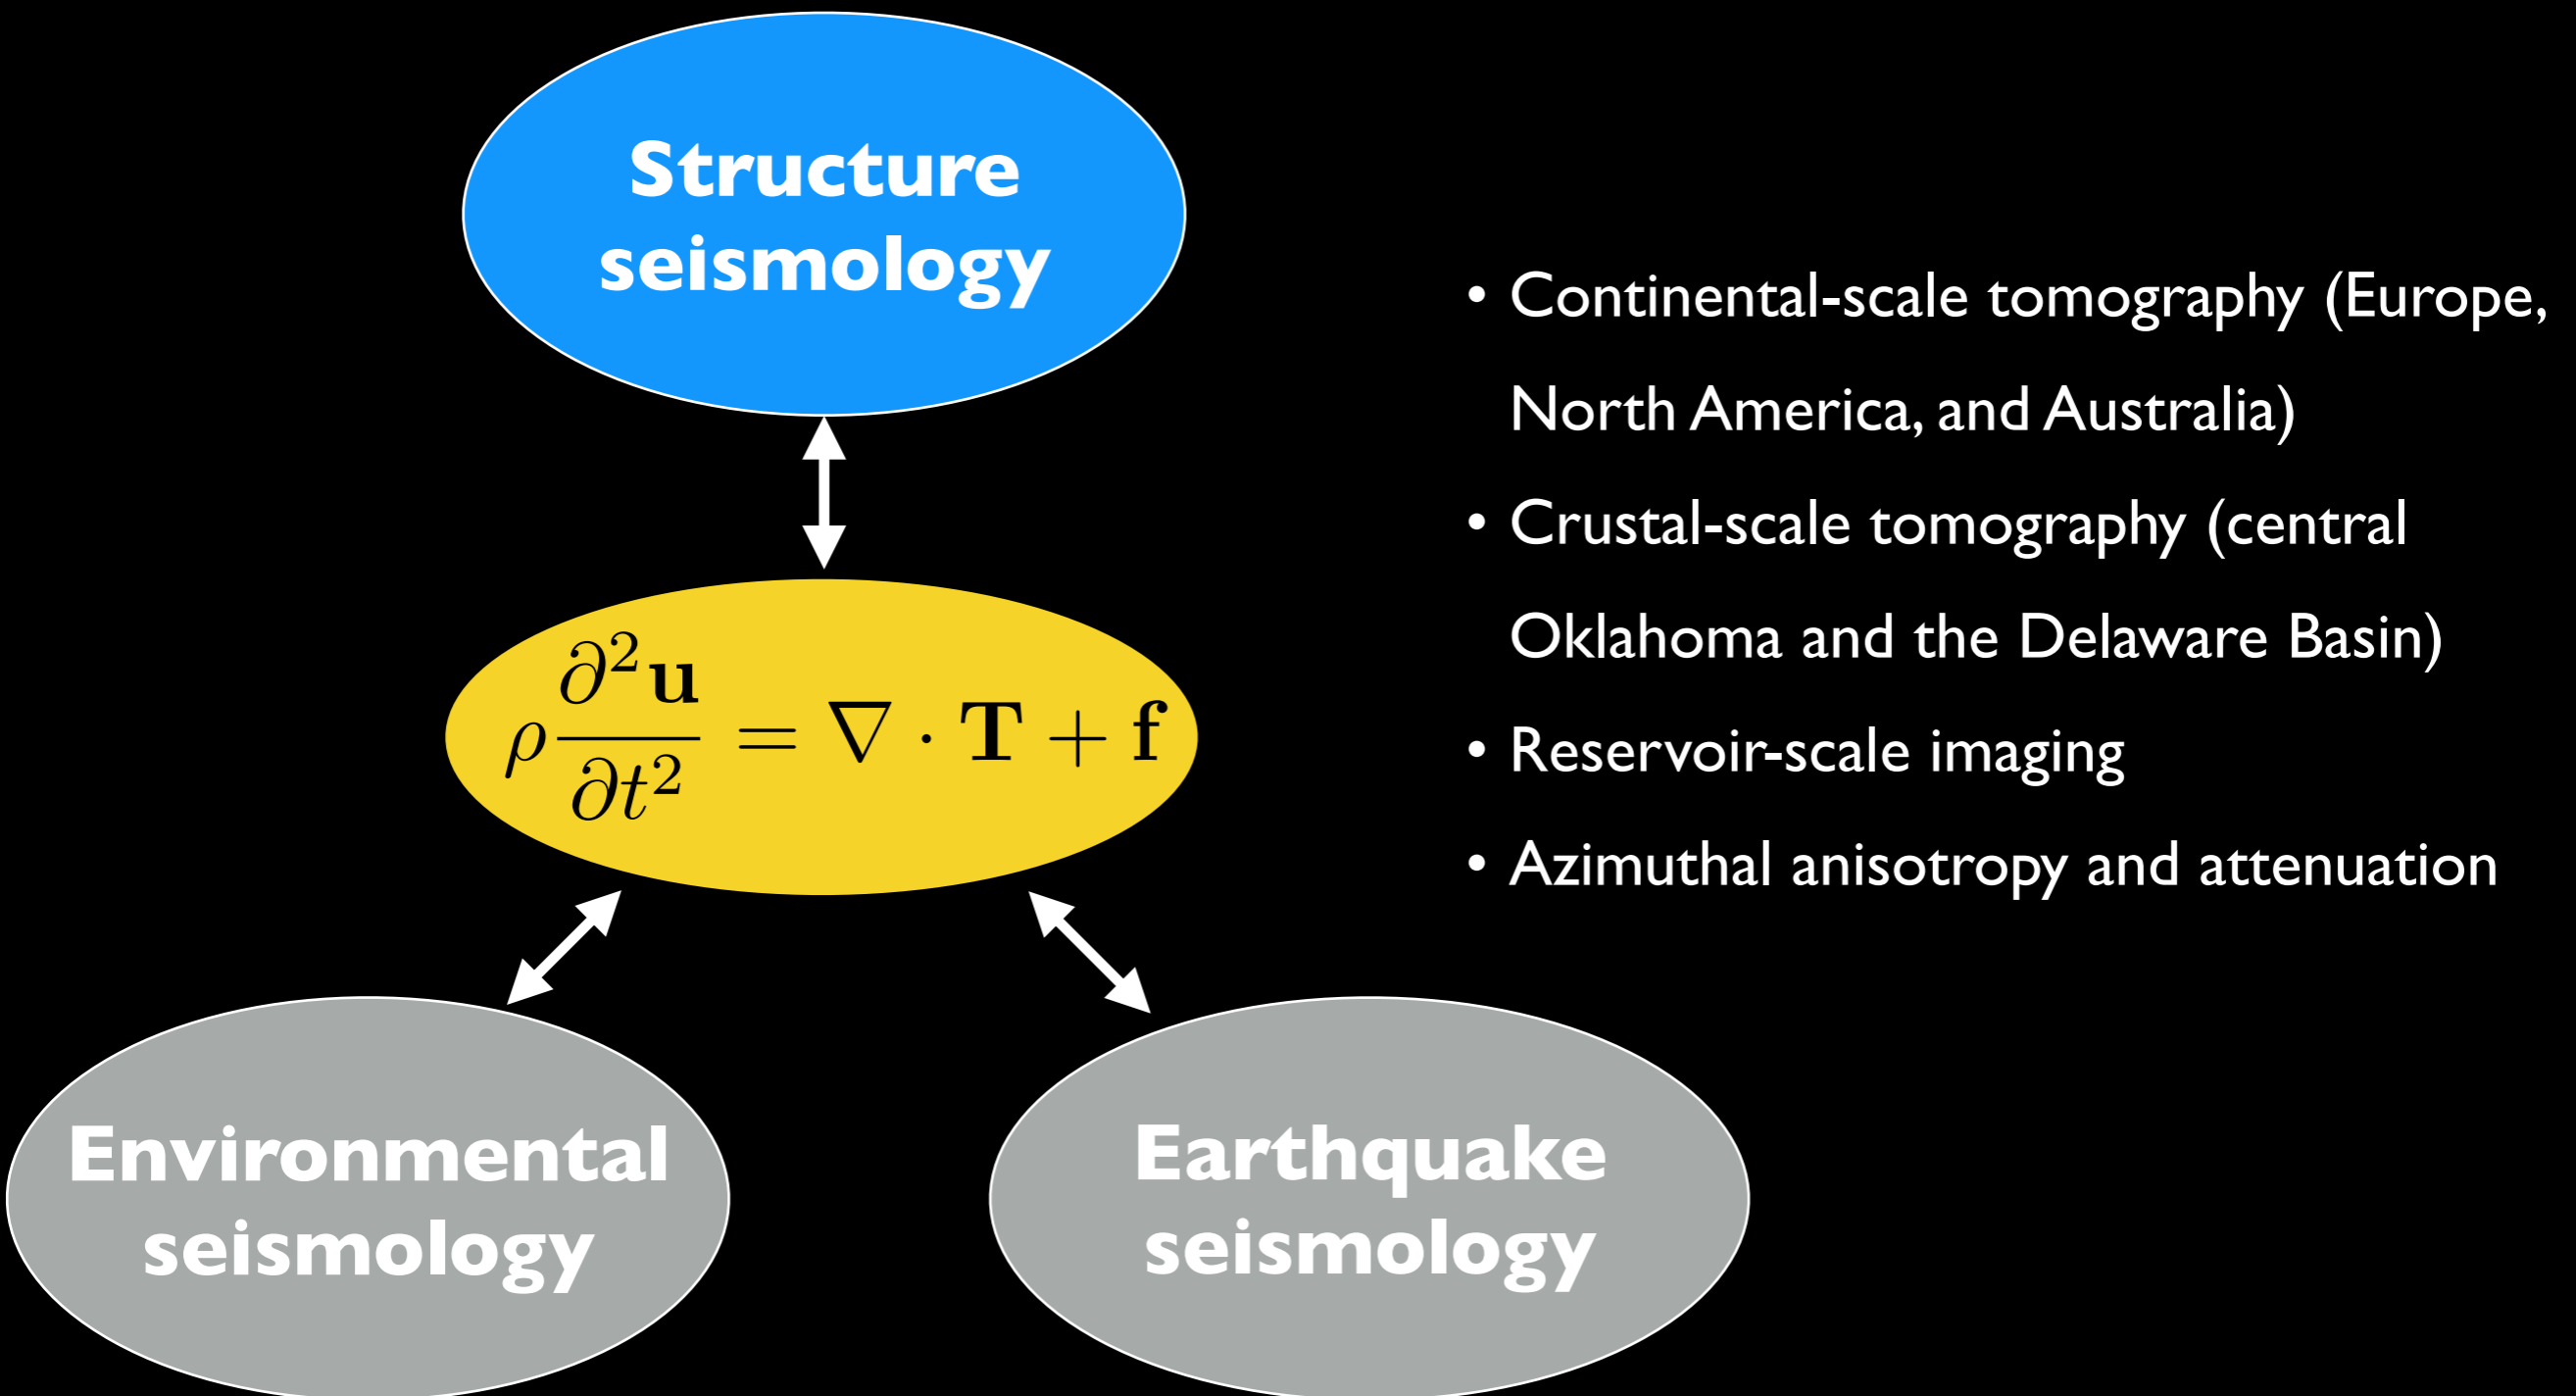 Structure
seismology
• Continental-scale tomography (Europe,
North America, and Australia)
• Crustal-scale tomography (central
Oklahoma and the Delaware Basin)
• Reservoir-scale imaging
• Azimuthal anisotropy and attenuation
ρ ∂²𝐮/∂t² = ∇ · 𝐓 + 𝐟
Environmental
seismology
Earthquake
seismology